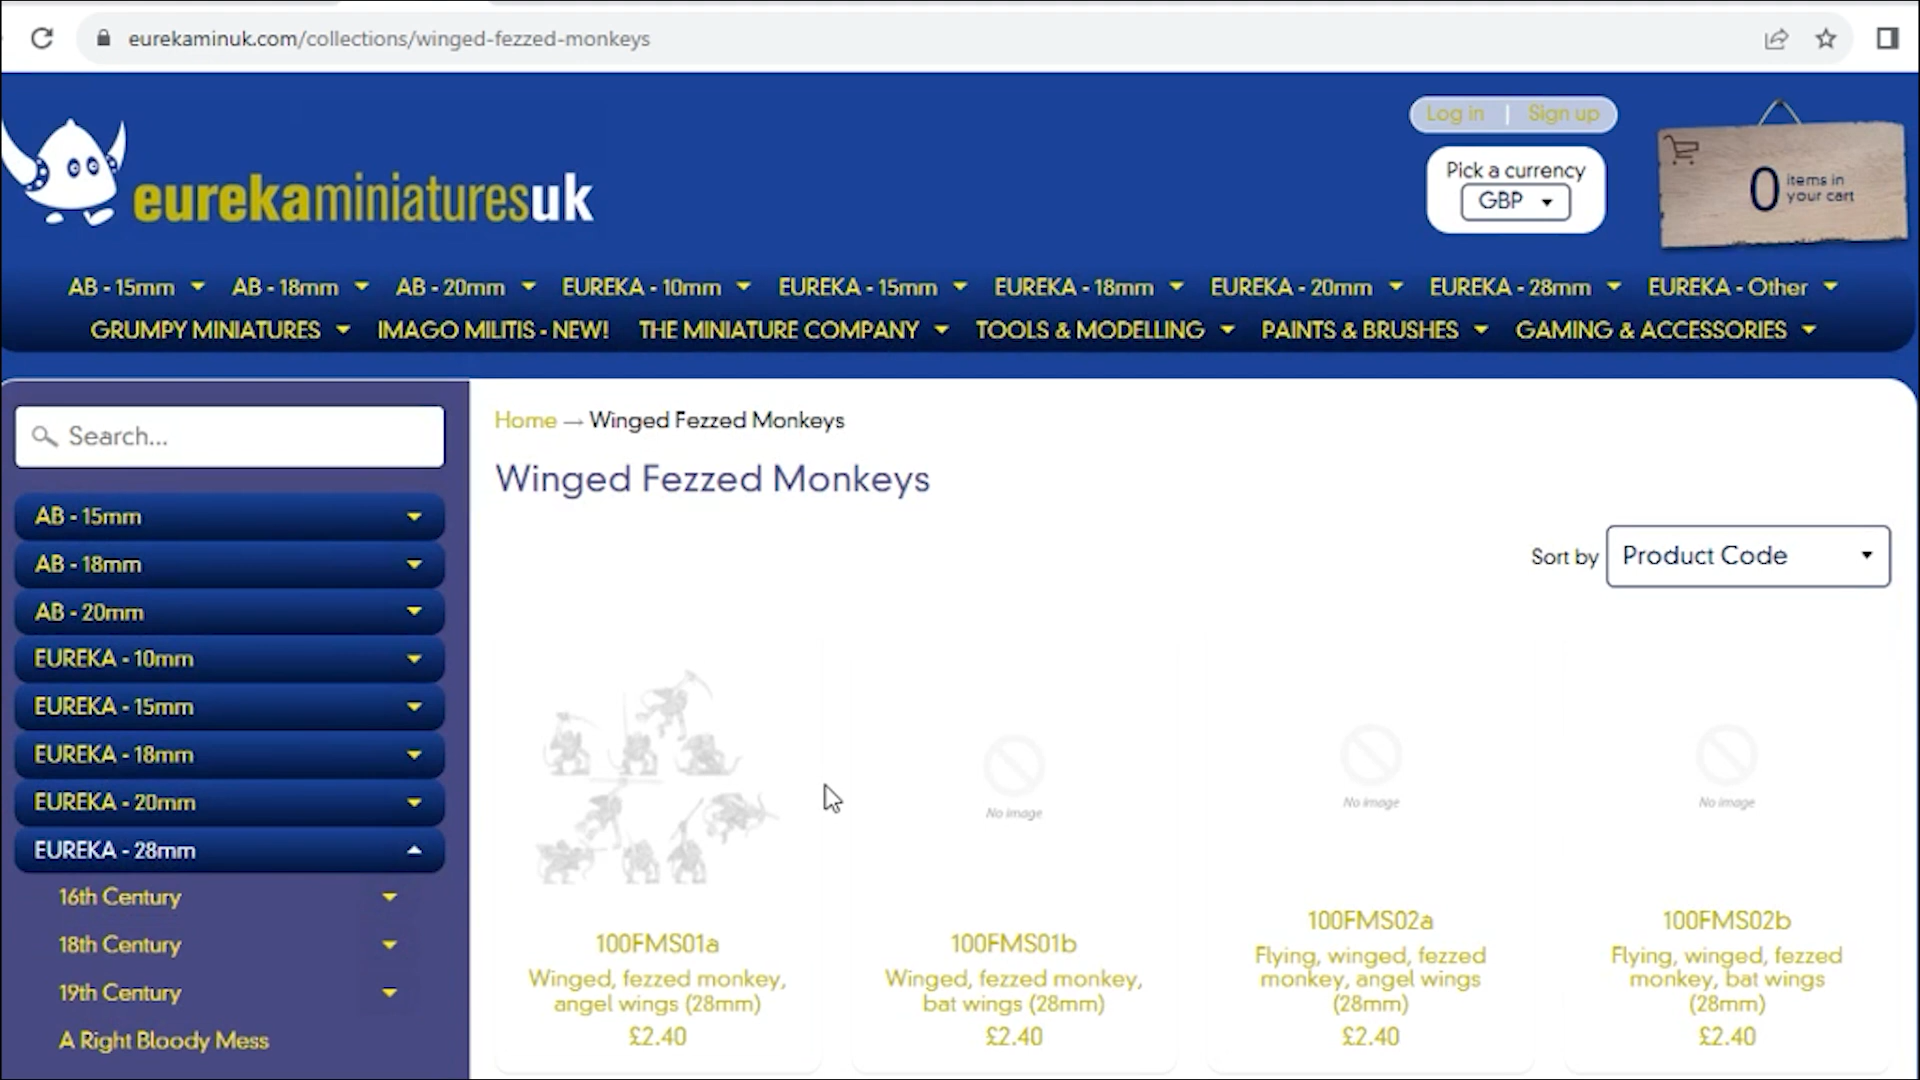 eurekaminuk.com/collections/winged-fezzed-monkeys
Log in | Sign up
Pick a currency
GBP
0 items in
your cart
eurekaminiaturesuk
AB - 15mm AB - 18mm AB - 20mm EUREKA - 10mm EUREKA - 15mm EUREKA - 18mm EUREKA - 20mm EUREKA - 28mm EUREKA - Other
GRUMPY MINIATURES IMAGO MILITIS - NEW! THE MINIATURE COMPANY TOOLS & MODELLING PAINTS & BRUSHES GAMING & ACCESSORIES
Search...
AB - 15mm
AB - 18mm
AB - 20mm
EUREKA - 10mm
EUREKA - 15mm
EUREKA - 18mm
EUREKA - 20mm
EUREKA - 28mm
16th Century
18th Century
19th Century
A Right Bloody Mess
Home → Winged Fezzed Monkeys
Winged Fezzed Monkeys
Sort by Product Code
100FMS01a
Winged, fezzed monkey,
angel wings (28mm)
£2.40
No image
100FMS01b
Winged, fezzed monkey,
bat wings (28mm)
£2.40
No image
100FMS02a
Flying, winged, fezzed
monkey, angel wings
(28mm)
£2.40
No image
100FMS02b
Flying, winged, fezzed
monkey, bat wings
(28mm)
£2.40